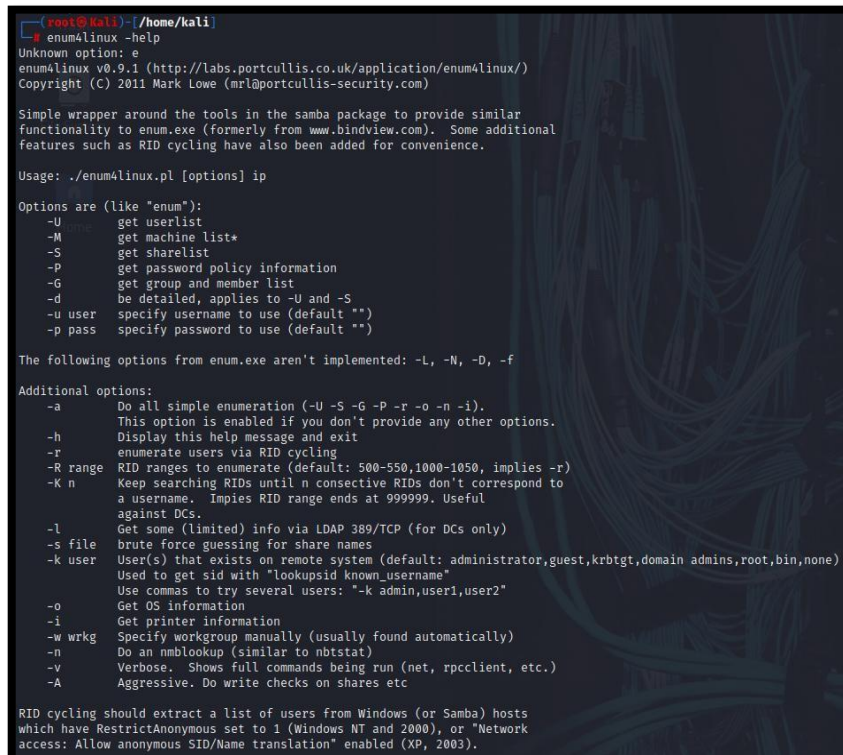 ┌──(root㉿Kali)-[/home/kali]
└─# enum4linux -help
Unknown option: e
enum4linux v0.9.1 (http://labs.portcullis.co.uk/application/enum4linux/)
Copyright (C) 2011 Mark Lowe (mrl@portcullis-security.com)

Simple wrapper around the tools in the samba package to provide similar
functionality to enum.exe (formerly from www.bindview.com).  Some additional
features such as RID cycling have also been added for convenience.

Usage: ./enum4linux.pl [options] ip

Options are (like "enum"):
    -U        get userlist
    -M        get machine list*
    -S        get sharelist
    -P        get password policy information
    -G        get group and member list
    -d        be detailed, applies to -U and -S
    -u user   specify username to use (default "")
    -p pass   specify password to use (default "")

The following options from enum.exe aren't implemented: -L, -N, -D, -f

Additional options:
    -a        Do all simple enumeration (-U -S -G -P -r -o -n -i).
              This option is enabled if you don't provide any other options.
    -h        Display this help message and exit
    -r        enumerate users via RID cycling
    -R range  RID ranges to enumerate (default: 500-550,1000-1050, implies -r)
    -K n      Keep searching RIDs until n consective RIDs don't correspond to
              a username.  Impies RID range ends at 999999. Useful
              against DCs.
    -l        Get some (limited) info via LDAP 389/TCP (for DCs only)
    -s file   brute force guessing for share names
    -k user   User(s) that exists on remote system (default: administrator,guest,krbtgt,domain admins,root,bin,none)
              Used to get sid with "lookupsid known_username"
              Use commas to try several users: "-k admin,user1,user2"
    -o        Get OS information
    -i        Get printer information
    -w wrkg   Specify workgroup manually (usually found automatically)
    -n        Do an nmblookup (similar to nbtstat)
    -v        Verbose.  Shows full commands being run (net, rpcclient, etc.)
    -A        Aggressive. Do write checks on shares etc

RID cycling should extract a list of users from Windows (or Samba) hosts
which have RestrictAnonymous set to 1 (Windows NT and 2000), or "Network
access: Allow anonymous SID/Name translation" enabled (XP, 2003).